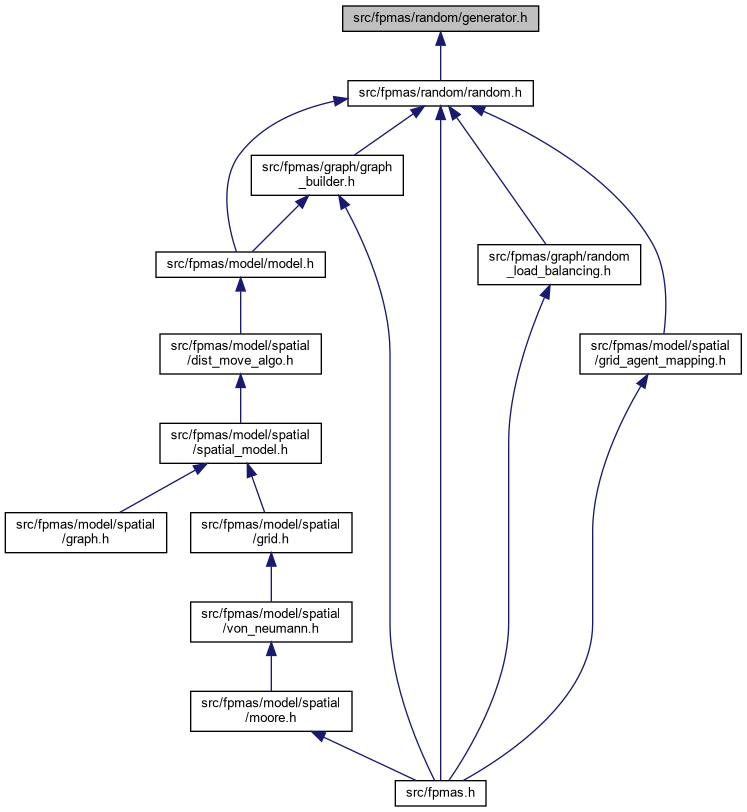 src/fpmas/random/generator.h
src/fpmas/random/random.h
src/fpmas/graph/graph
_builder.h
src/fpmas/model/model.h
src/fpmas/graph/random
_load_balancing.h
src/fpmas/model/spatial
/dist_move_algo.h
src/fpmas/model/spatial
/grid_agent_mapping.h
src/fpmas/model/spatial
/spatial_model.h
src/fpmas/model/spatial
/graph.h
src/fpmas/model/spatial
/grid.h
src/fpmas/model/spatial
/von_neumann.h
src/fpmas/model/spatial
/moore.h
src/fpmas.h